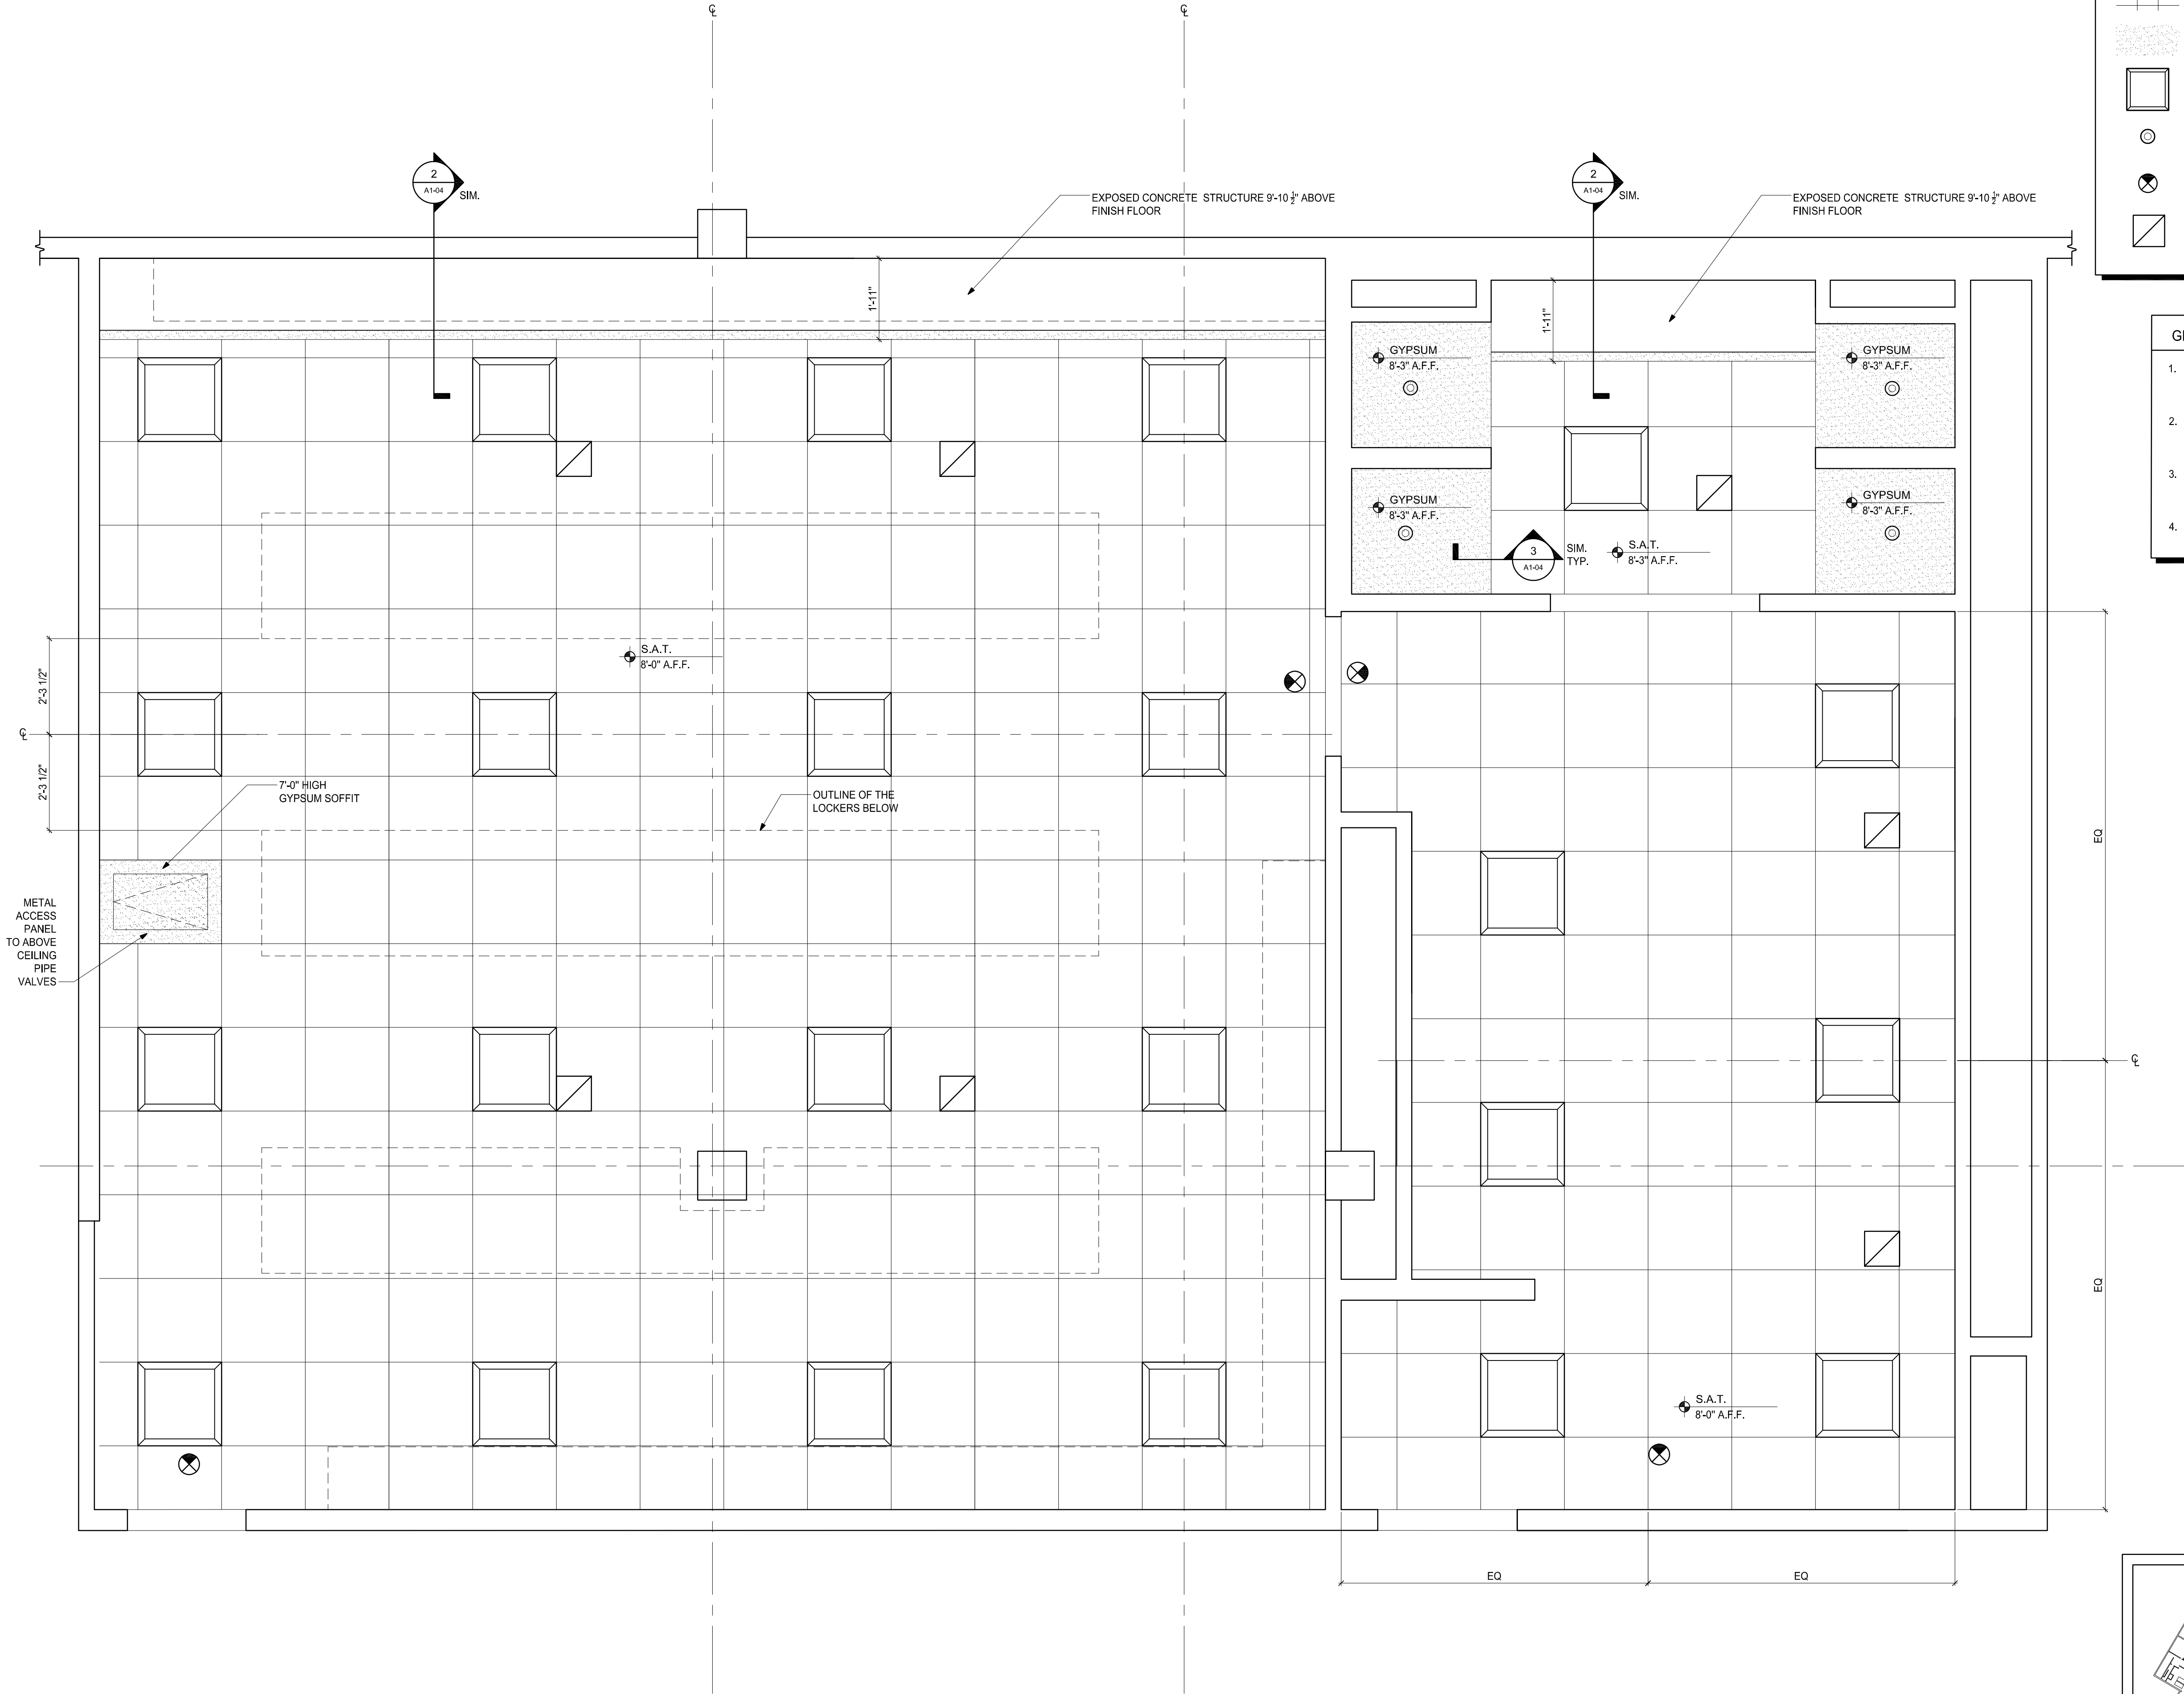 ℄
℄
2
A1-04
SIM.
EXPOSED CONCRETE STRUCTURE 9'-10 ½" ABOVE
FINISH FLOOR
2
A1-04
SIM.
EXPOSED CONCRETE STRUCTURE 9'-10 ½" ABOVE
FINISH FLOOR
1'-11"
1'-11"
GYPSUM
8'-3" A.F.F.
GYPSUM
8'-3" A.F.F.
GYPSUM
8'-3" A.F.F.
GYPSUM
8'-3" A.F.F.
3
A1-04
SIM.
TYP.
S.A.T.
8'-3" A.F.F.
1.
2.
3.
4.
S.A.T.
8'-0" A.F.F.
2'-3 1/2"
℄
2'-3 1/2"
7'-0" HIGH
GYPSUM SOFFIT
OUTLINE OF THE
LOCKERS BELOW
METAL
ACCESS
PANEL
TO ABOVE
CEILING
PIPE
VALVES
EQ
℄
EQ
S.A.T.
8'-0" A.F.F.
EQ
EQ